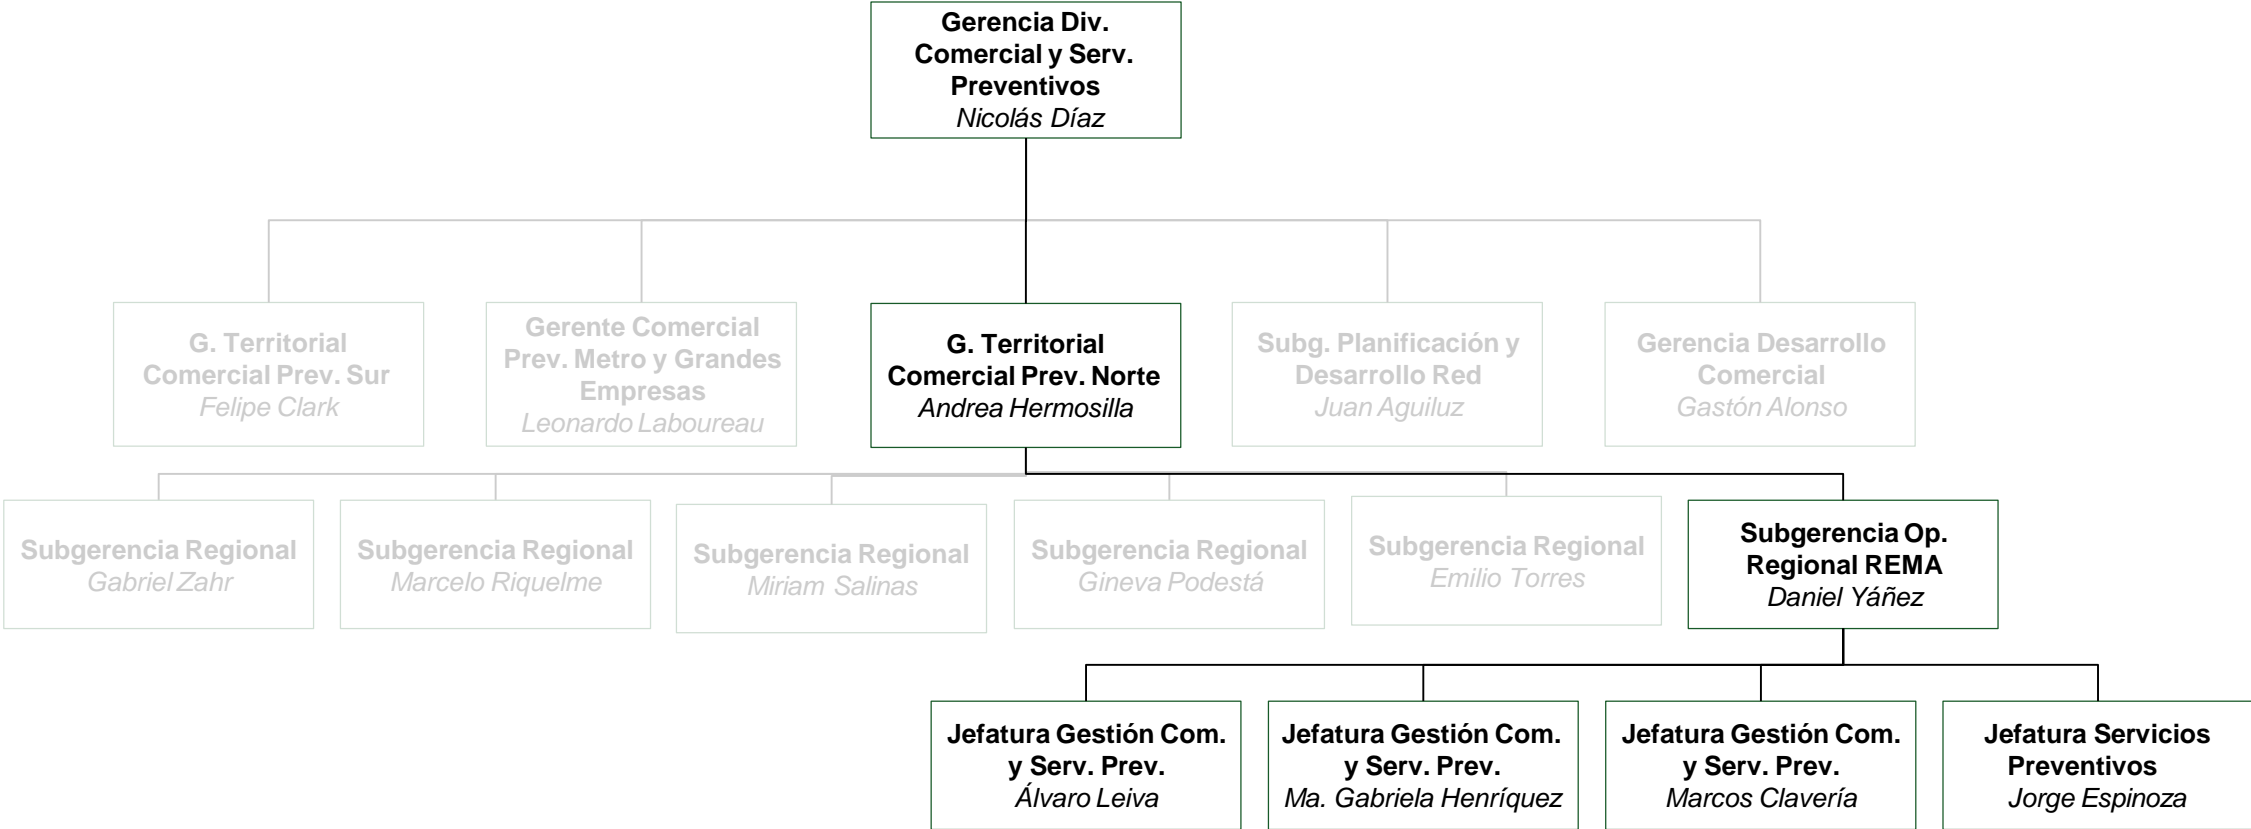 Gerencia Div.
Comercial y Serv.
Preventivos
Nicolás Díaz
G. Territorial
Comercial Prev. Sur
Felipe Clark
Gerente Comercial
Prev. Metro y Grandes
Empresas
Leonardo Laboureau
G. Territorial
Comercial Prev. Norte
Andrea Hermosilla
Subg. Planificación y
Desarrollo Red
Juan Aguiluz
Gerencia Desarrollo
Comercial
Gastón Alonso
Subgerencia Regional
Gabriel Zahr
Subgerencia Regional
Marcelo Riquelme
Subgerencia Regional
Miriam Salinas
Subgerencia Regional
Gineva Podestá
Subgerencia Regional
Emilio Torres
Subgerencia Op.
Regional REMA
Daniel Yáñez
Jefatura Gestión Com.
y Serv. Prev.
Álvaro Leiva
Jefatura Gestión Com.
y Serv. Prev.
Ma. Gabriela Henríquez
Jefatura Gestión Com.
y Serv. Prev.
Marcos Clavería
Jefatura Servicios
Preventivos
Jorge Espinoza